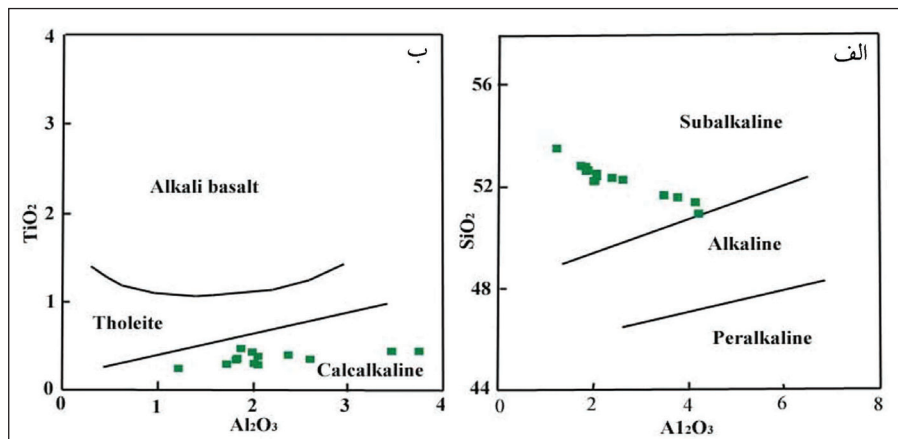 ب
4
3
2
1
0
TiO₂
Alkali basalt
Tholeite
Calcalkaline
0 1 2 3 4
Al₂O₃
الف
56
52
48
44
SiO₂
Subalkaline
Alkaline
Peralkaline
0 2 4 6 8
A1₂O₃